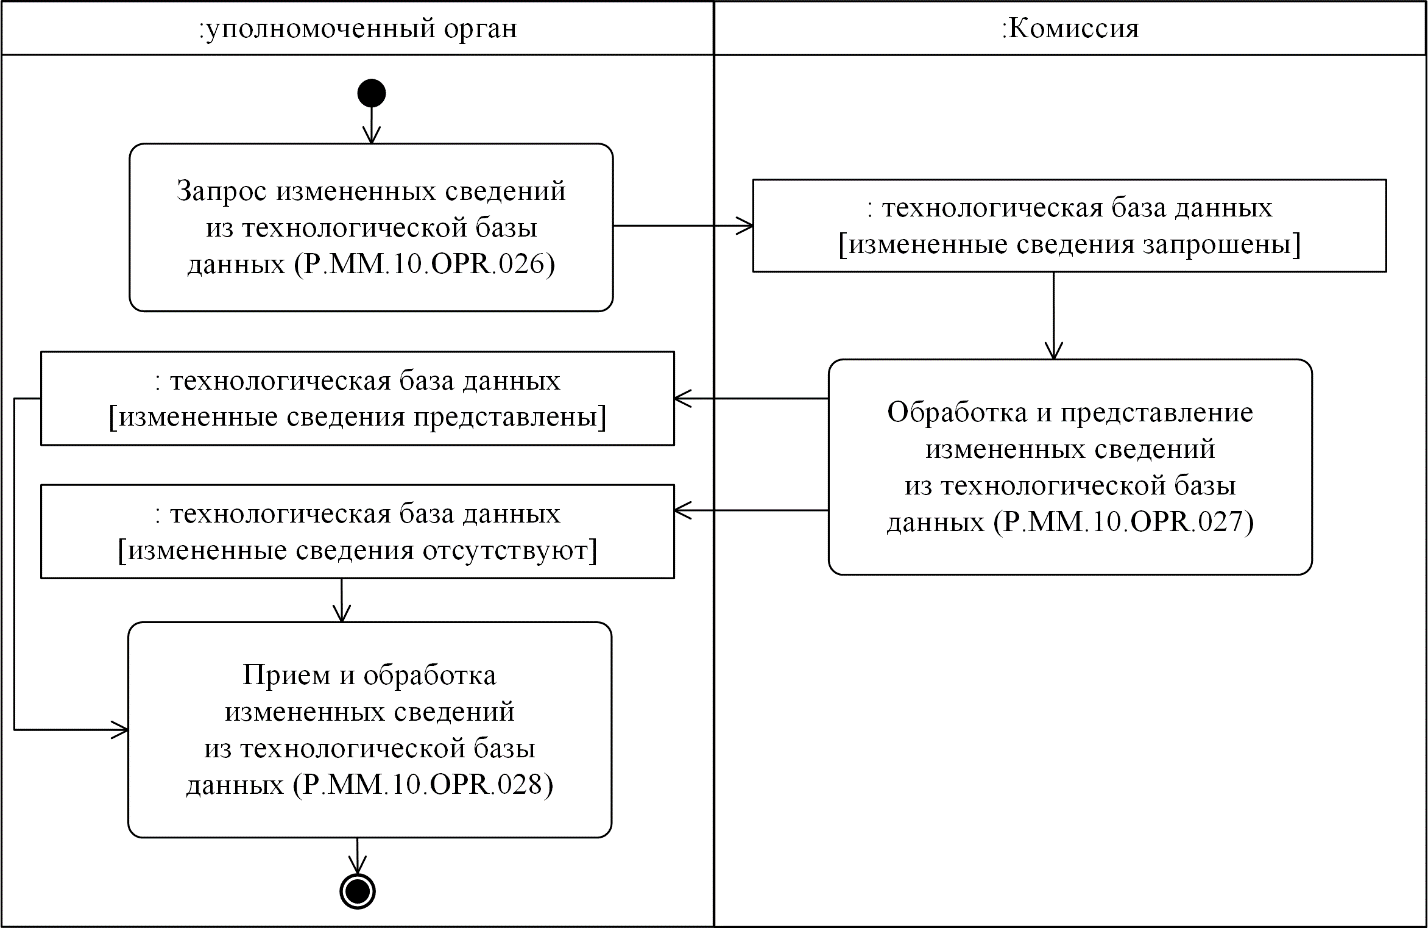 :уполномоченный орган
:Комиссия
Запрос измененных сведений
из технологической базы
данных (P.MM.10.OPR.026)
: технологическая база данных
[измененные сведения запрошены]
: технологическая база данных
[измененные сведения представлены]
Обработка и представление
измененных сведений
из технологической базы
данных (P.MM.10.OPR.027)
: технологическая база данных
[измененные сведения отсутствуют]
Прием и обработка
измененных сведений
из технологической базы
данных (P.MM.10.OPR.028)